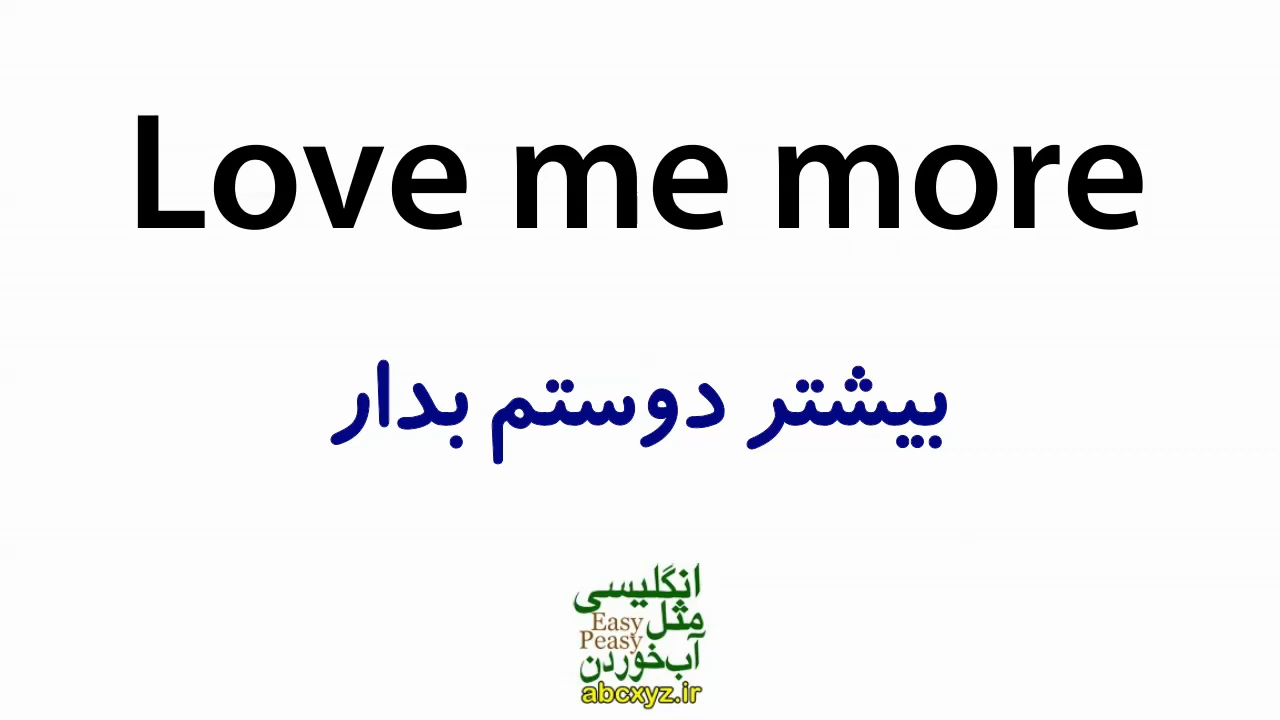 Love me more
بیشتر دوستم بدار
انگلیسی
مثل
Easy
Peasy
آب‌خوردن
abcxyz.ir